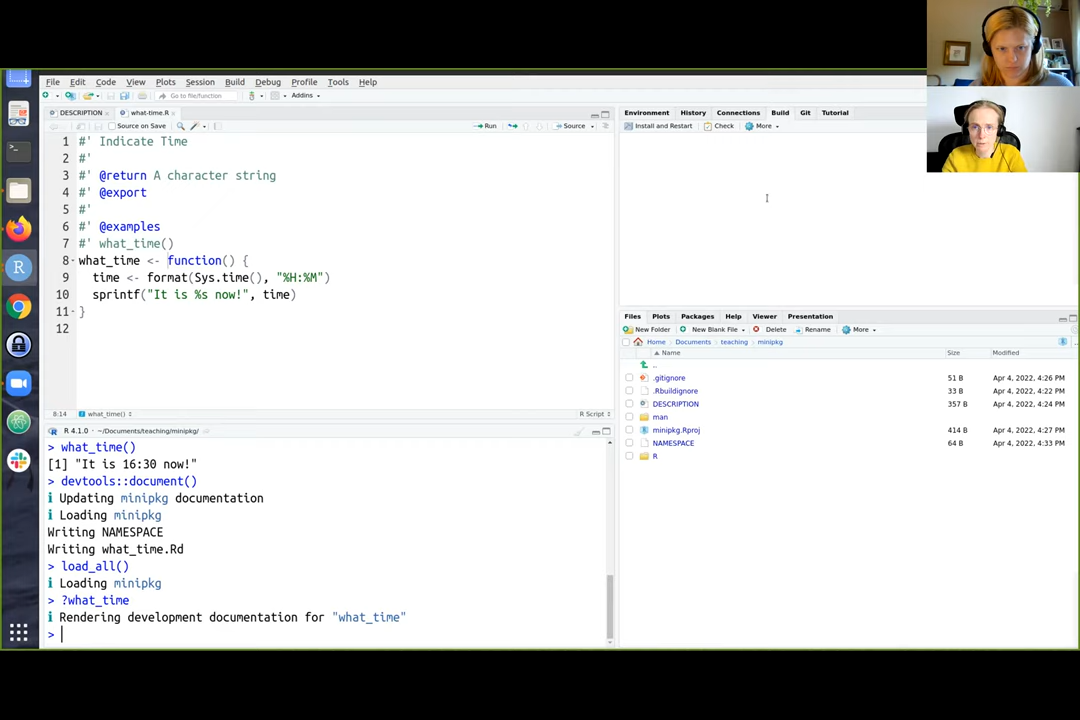 File Edit Code View Plots Session Build Debug Profile Tools Help
Go to file/function Addins
DESCRIPTION what-time.R
Source on Save Run Source
1 #' Indicate Time
2 #'
3 #' @return A character string
4 #' @export
5 #'
6 #' @examples
7 #' what_time()
8 what_time <- function() {
9 time <- format(Sys.time(), "%H:%M")
10 sprintf("It is %s now!", time)
11 }
12
8:14 what_time() R Script
R 4.1.0 · ~/Documents/teaching/minipkg/
> what_time()
[1] "It is 16:30 now!"
> devtools::document()
i Updating minipkg documentation
i Loading minipkg
Writing NAMESPACE
Writing what_time.Rd
> load_all()
i Loading minipkg
> ?what_time
i Rendering development documentation for "what_time"
>
Environment History Connections Build Git Tutorial
Install and Restart Check More
Files Plots Packages Help Viewer Presentation
New Folder New Blank File Delete Rename More
Home Documents teaching minipkg
Name Size Modified
..
.gitignore 51 B Apr 4, 2022, 4:26 PM
.Rbuildignore 33 B Apr 4, 2022, 4:22 PM
DESCRIPTION 357 B Apr 4, 2022, 4:24 PM
man
minipkg.Rproj 414 B Apr 4, 2022, 4:27 PM
NAMESPACE 64 B Apr 4, 2022, 4:33 PM
R